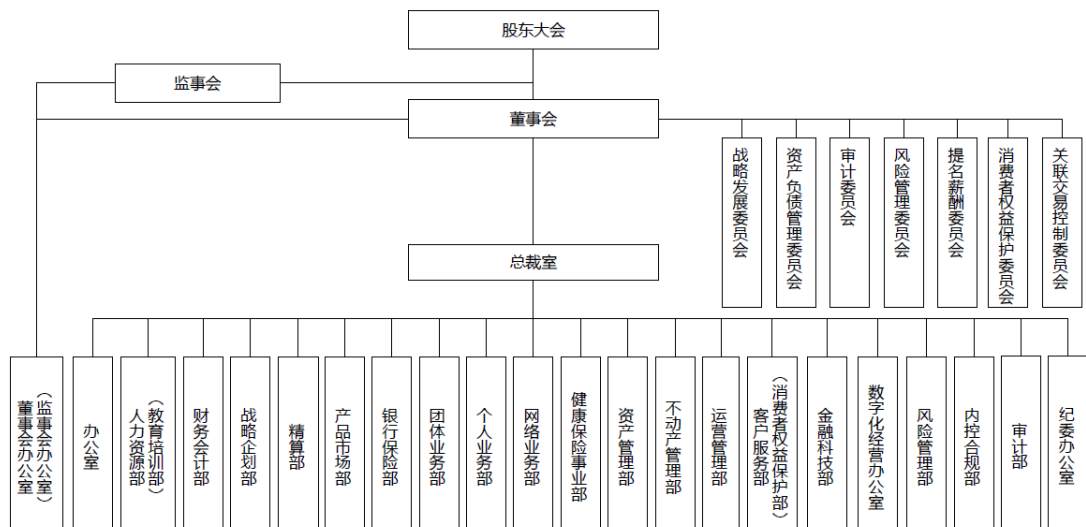 股东大会
监事会
董事会
战略发展委员会
资产负债管理委员会
审计委员会
风险管理委员会
提名薪酬委员会
消费者权益保护委员会
关联交易控制委员会
总裁室
董事会办公室
（监事会办公室）
办公室
人力资源部
（教育培训部）
财务会计部
战略企划部
精算部
产品市场部
银行保险部
团体业务部
个人业务部
网络业务部
健康保险事业部
资产管理部
不动产管理部
运营管理部
客户服务部
（消费者权益保护部）
金融科技部
数字化经营办公室
风险管理部
内控合规部
审计部
纪委办公室